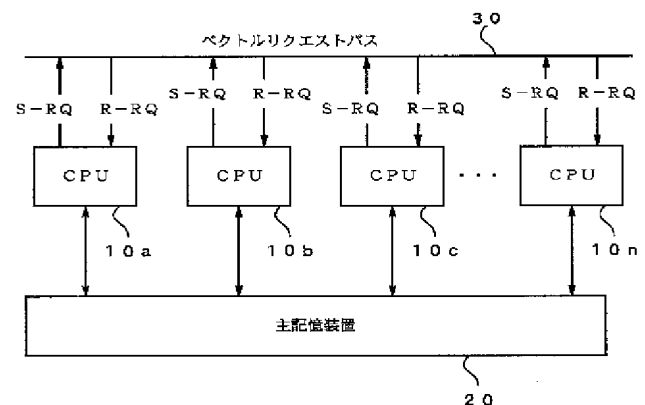 30
ベクトルリクエストバス
S-RQ R-RQ S-RQ R-RQ S-RQ R-RQ S-RQ R-RQ
CPU CPU CPU ・・・ CPU
10a 10b 10c 10n
主記憶装置
20